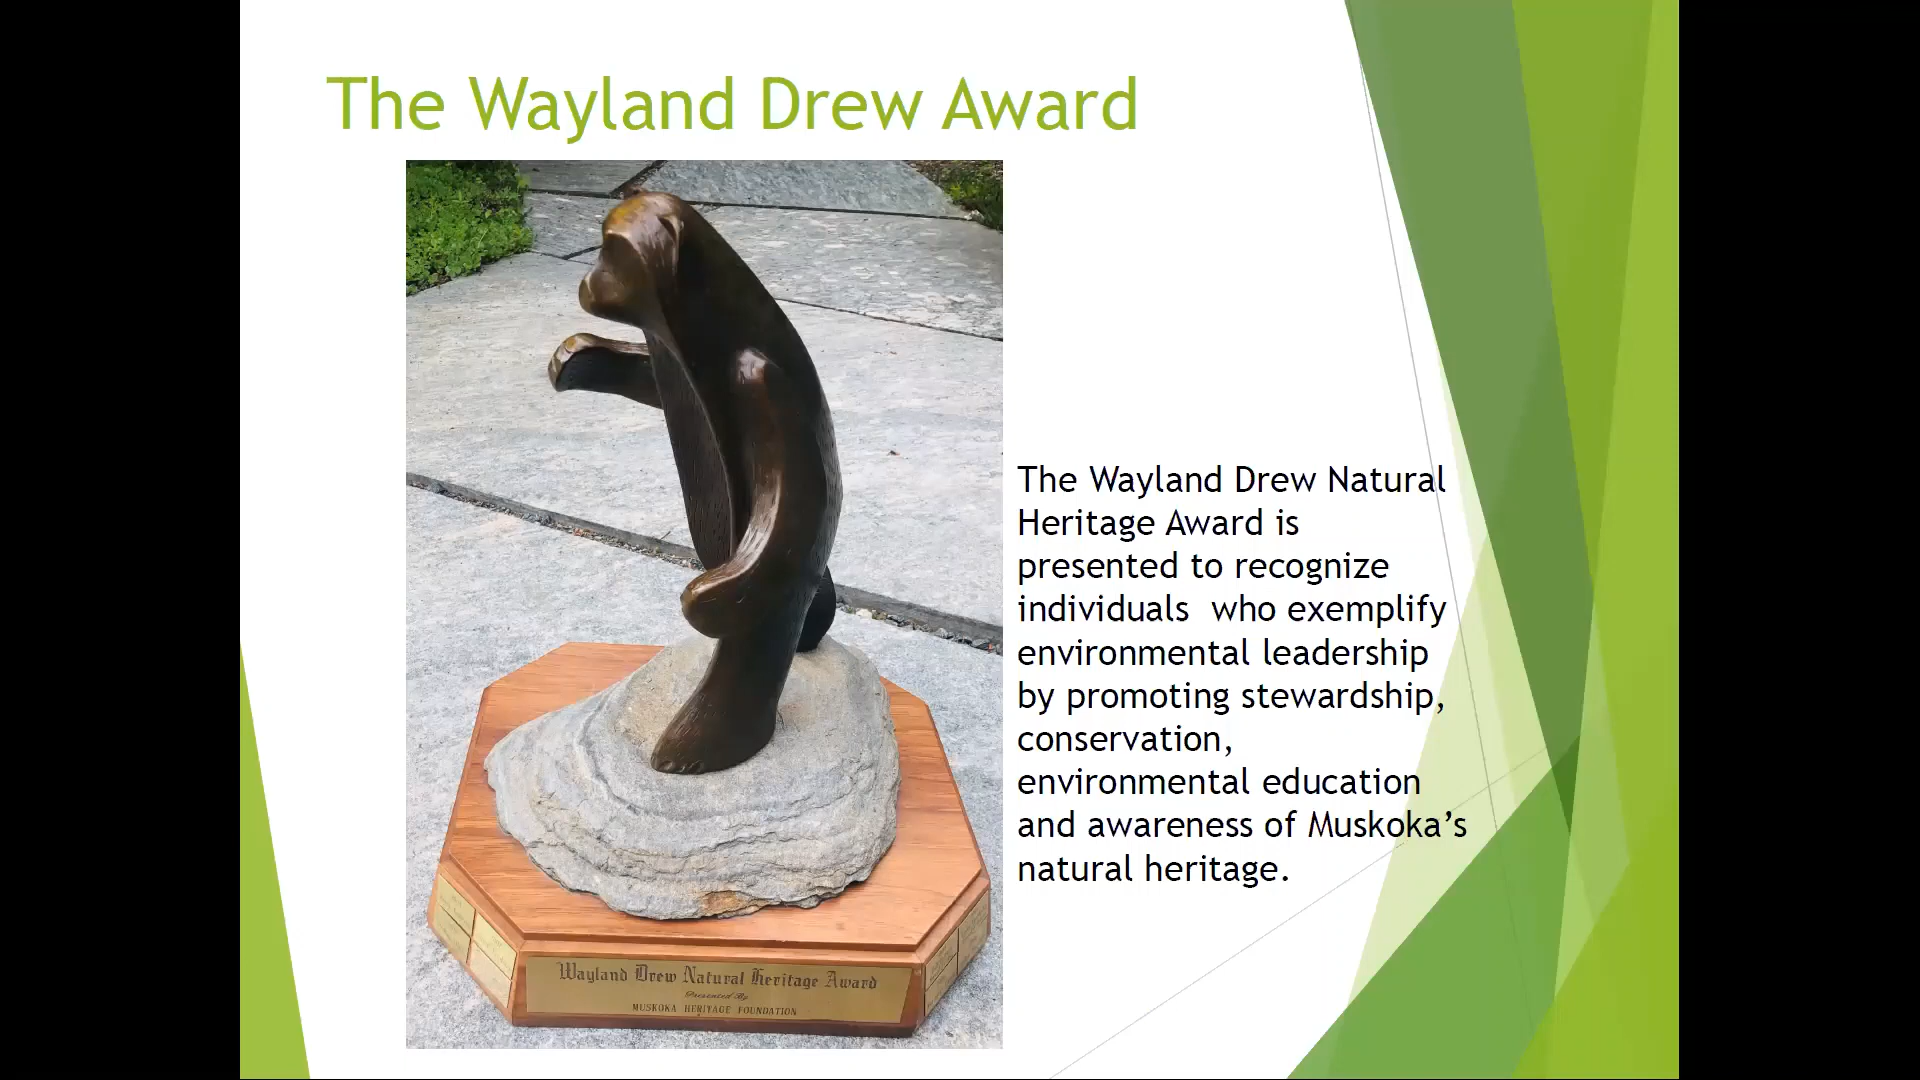 The Wayland Drew Award
The Wayland Drew Natural
Heritage Award is
presented to recognize
individuals  who exemplify
environmental leadership
by promoting stewardship,
conservation,
environmental education
and awareness of Muskoka’s
natural heritage.
Wayland Drew Natural Heritage Award
Presented By
MUSKOKA HERITAGE FOUNDATION